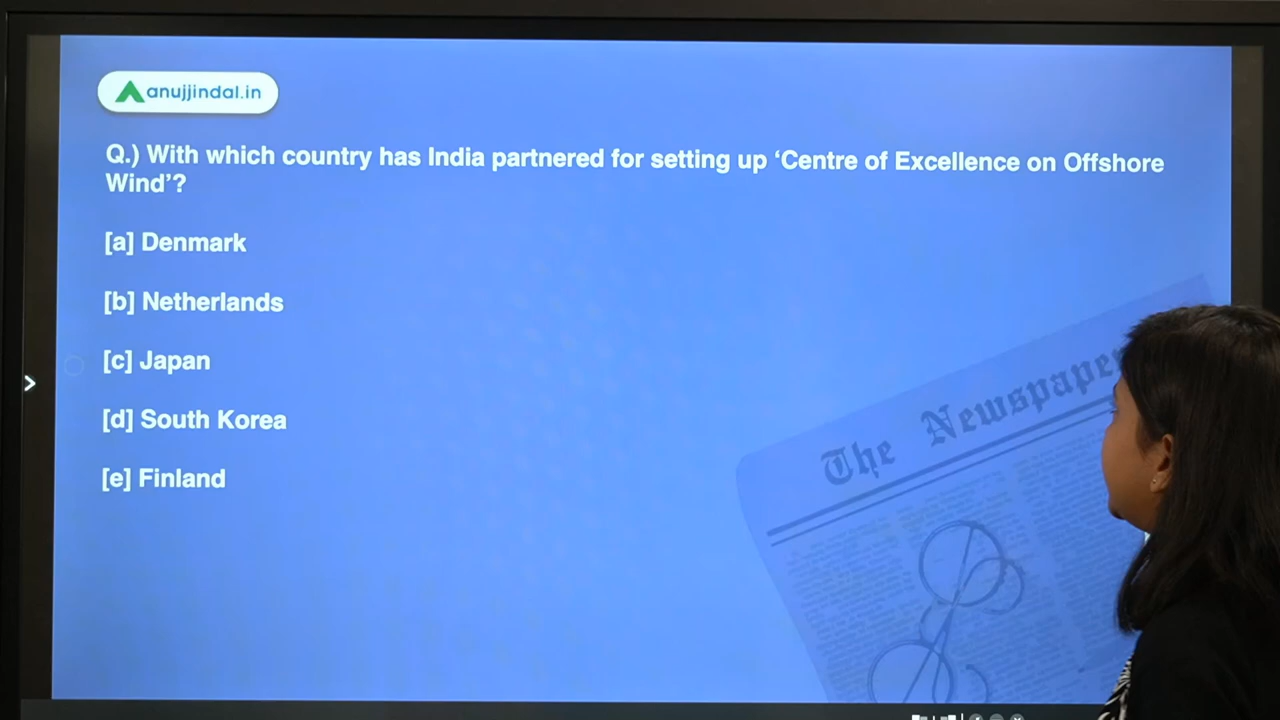 anujjindal.in
Q.) With which country has India partnered for setting up ‘Centre of Excellence on Offshore
Wind’?
[a] Denmark
[b] Netherlands
[c] Japan
[d] South Korea
[e] Finland
The Newspaper